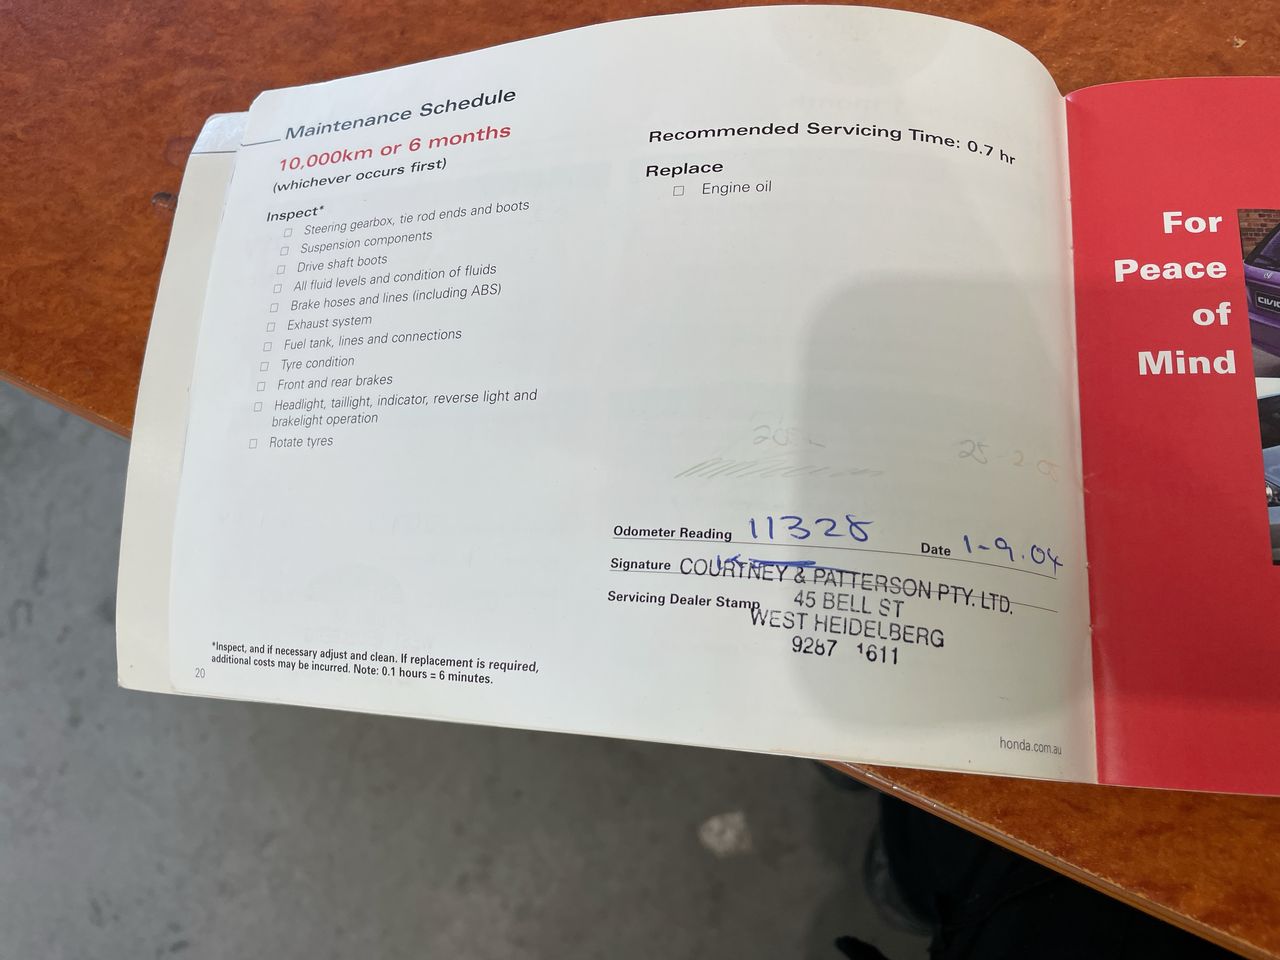 Maintenance Schedule
10,000km or 6 months
(whichever occurs first)
Inspect*
Steering gearbox, tie rod ends and boots
Suspension components
Drive shaft boots
All fluid levels and condition of fluids
Brake hoses and lines (including ABS)
Exhaust system
Fuel tank, lines and connections
Tyre condition
Front and rear brakes
Headlight, taillight, indicator, reverse light and
brakelight operation
Rotate tyres
*Inspect, and if necessary adjust and clean. If replacement is required,
additional costs may be incurred. Note: 0.1 hours = 6 minutes.
20
Recommended Servicing Time: 0.7 hr
Replace
Engine oil
Odometer Reading 11328 Date 1-9.04
Signature
Servicing Dealer Stamp
COURTNEY & PATTERSON PTY. LTD.
45 BELL ST
WEST HEIDELBERG
9287 1611
honda.com.au
For
Peace
of
Mind